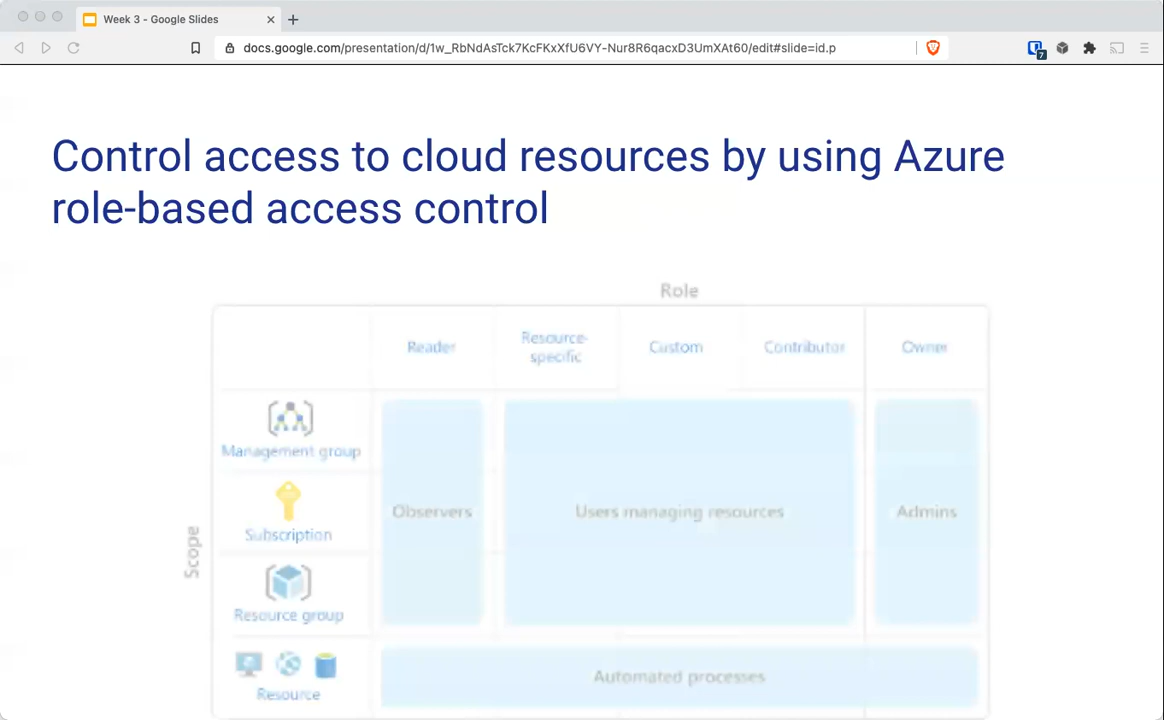 Week 3 - Google Slides
docs.google.com/presentation/d/1w_RbNdAsTck7KcFKxXfU6VY-Nur8R6qacxD3UmXAt60/edit#slide=id.p
7
Control access to cloud resources by using Azure
role-based access control
Role
Reader
Resource-
specific
Custom
Contributor
Owner
Scope
Management group
Subscription
Resource group
Resource
Observers
Users managing resources
Admins
Automated processes